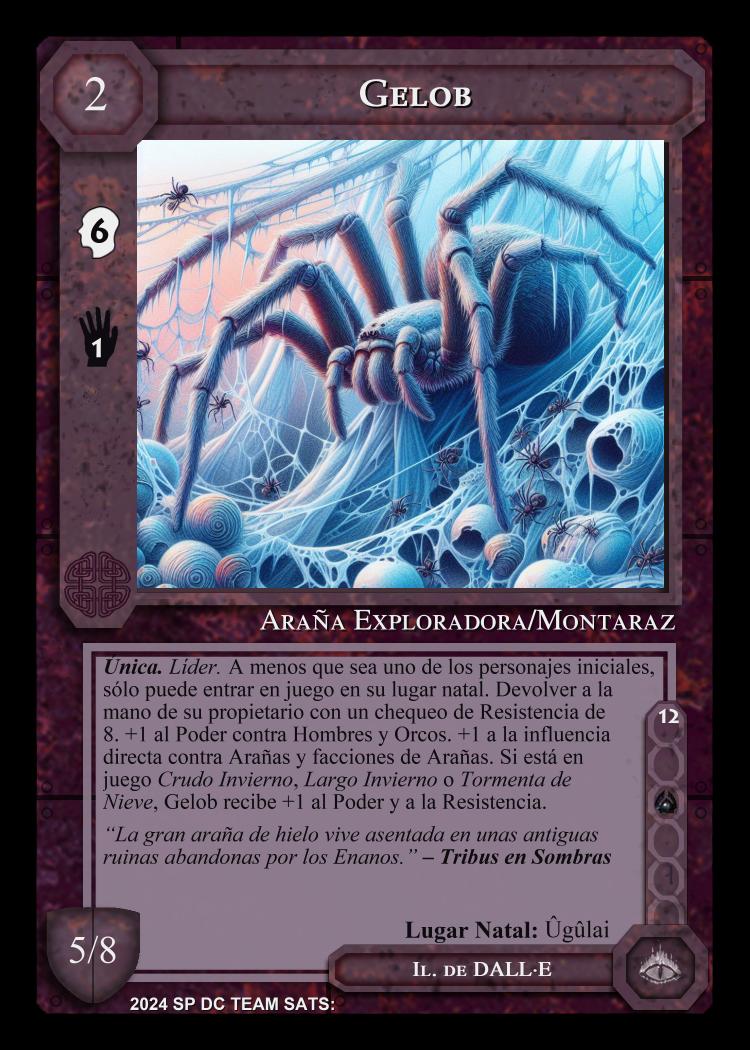 2
Gelob
6
1
Araña Exploradora/Montaraz
Única. Líder. A menos que sea uno de los personajes iniciales,
sólo puede entrar en juego en su lugar natal. Devolver a la
mano de su propietario con un chequeo de Resistencia de
8. +1 al Poder contra Hombres y Orcos. +1 a la influencia
directa contra Arañas y facciones de Arañas. Si está en
juego Crudo Invierno, Largo Invierno o Tormenta de
Nieve, Gelob recibe +1 al Poder y a la Resistencia.
12
“La gran araña de hielo vive asentada en unas antiguas
ruinas abandonas por los Enanos.” – Tribus en Sombras
Lugar Natal: Ûgûlai
5/8
Il. de DALL·E
2024 SP DC TEAM SATS: